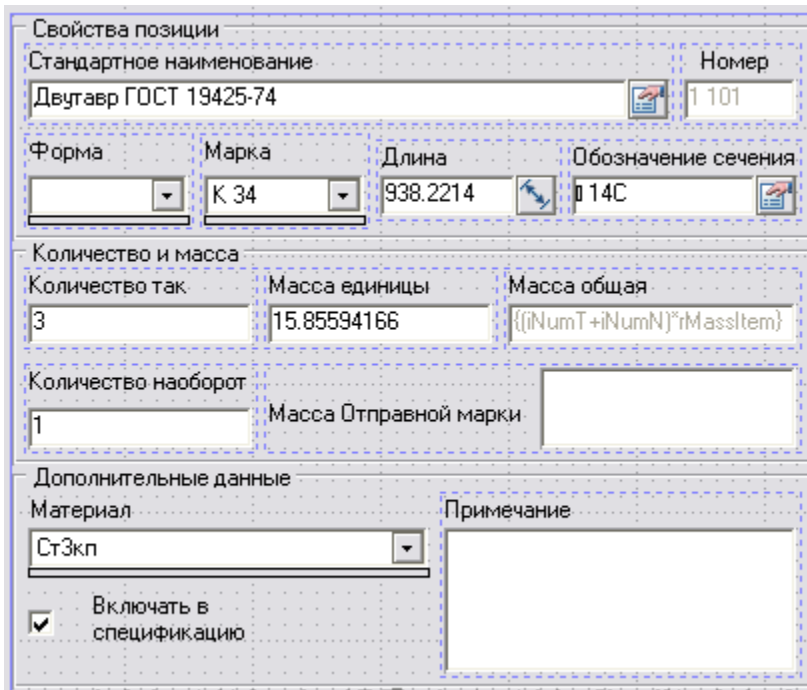 Свойства позиции
Стандартное наименование
Номер
Двутавр ГОСТ 19425-74
1 101
Форма
Марка
Длина
Обозначение сечения
К 34
938.2214
14С
Количество и масса
Количество так
Масса единицы
Масса общая
3
15.85594166
{(iNumT+iNumN)*rMassItem}
Количество наоборот
Масса Отправной марки
1
Дополнительные данные
Материал
Примечание
Ст3кп
Включать в
спецификацию